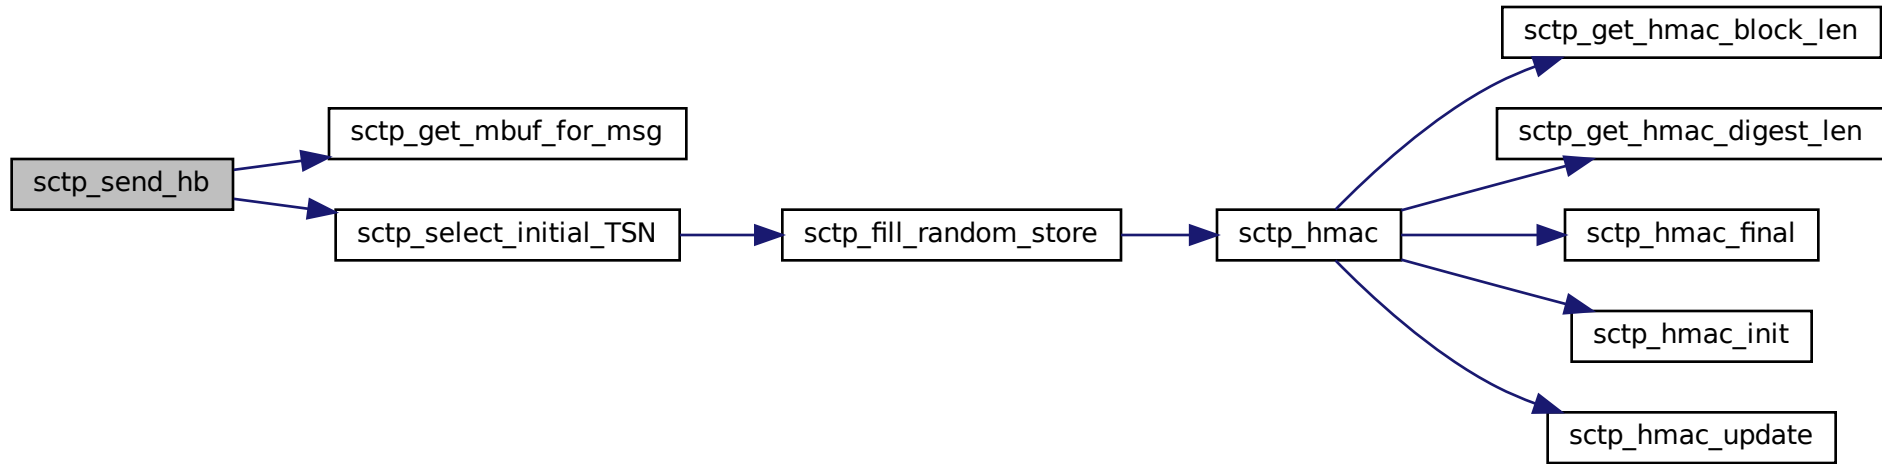 sctp_send_hb
sctp_get_mbuf_for_msg
sctp_select_initial_TSN
sctp_fill_random_store
sctp_hmac
sctp_get_hmac_block_len
sctp_get_hmac_digest_len
sctp_hmac_final
sctp_hmac_init
sctp_hmac_update